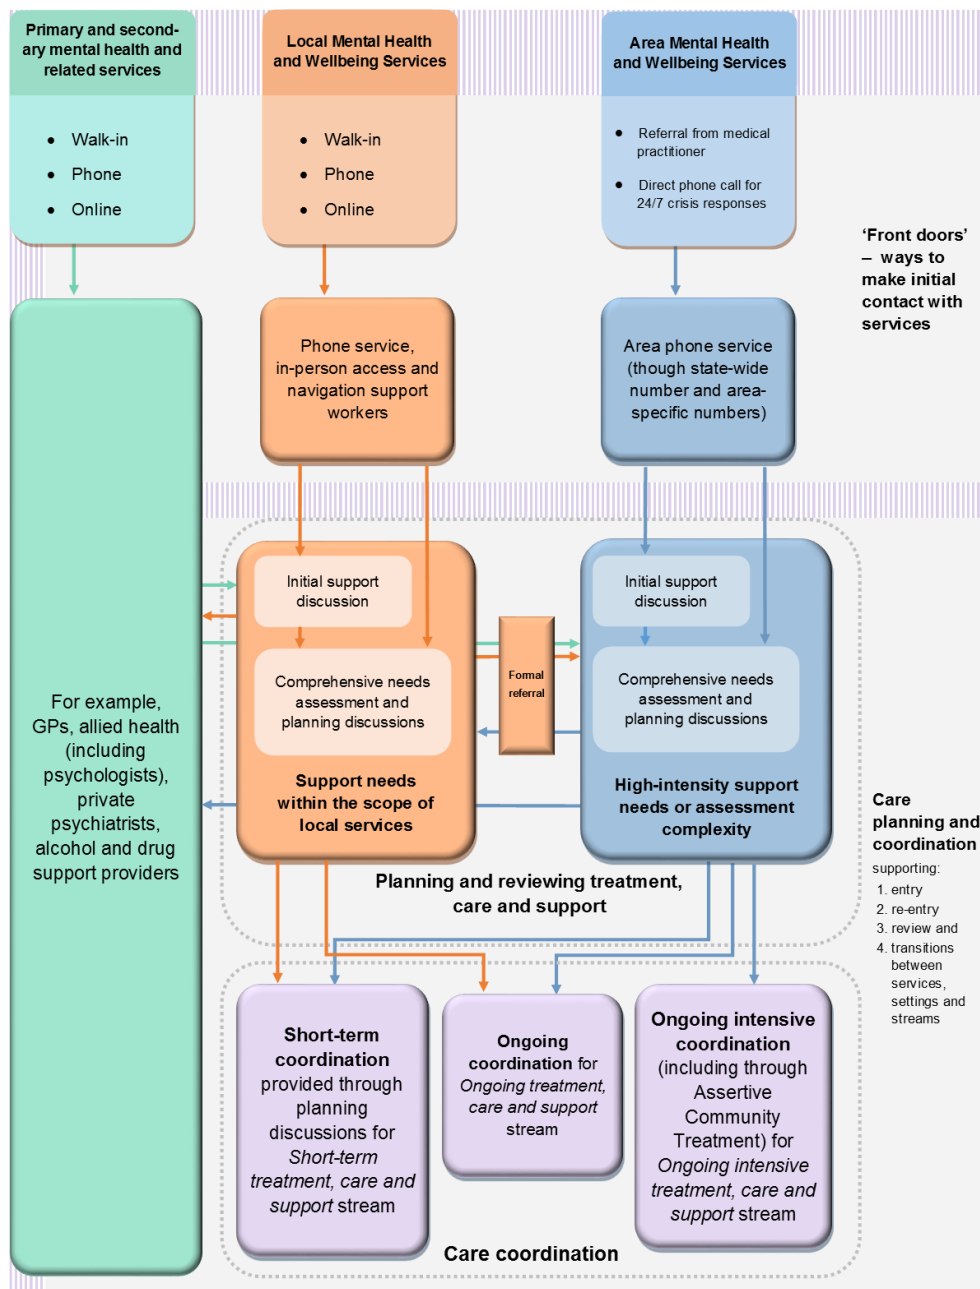 Primary and second-
ary mental health and
related services
• Walk-in
• Phone
• Online
Local Mental Health
and Wellbeing Services
• Walk-in
• Phone
• Online
Area Mental Health
and Wellbeing Services
• Referral from medical
practitioner
• Direct phone call for
24/7 crisis responses
‘Front doors’
– ways to
make initial
contact with
services
Phone service,
in-person access and
navigation support
workers
Area phone service
(though state-wide
number and area-
specific numbers)
For example,
GPs, allied health
(including
psychologists),
private
psychiatrists,
alcohol and drug
support providers
Initial support
discussion
Comprehensive needs
assessment and
planning discussions
Support needs
within the scope of
local services
Formal
referral
Initial support
discussion
Comprehensive needs
assessment and
planning discussions
High-intensity support
needs or assessment
complexity
Planning and reviewing treatment,
care and support
Care
planning and
coordination
supporting:
1. entry
2. re-entry
3. review and
4. transitions
between
services,
settings and
streams
Short-term
coordination
provided through
planning
discussions for
Short-term
treatment, care and
support stream
Ongoing
coordination for
Ongoing treatment,
care and support
stream
Ongoing intensive
coordination
(including through
Assertive
Community
Treatment) for
Ongoing intensive
treatment, care and
support stream
Care coordination